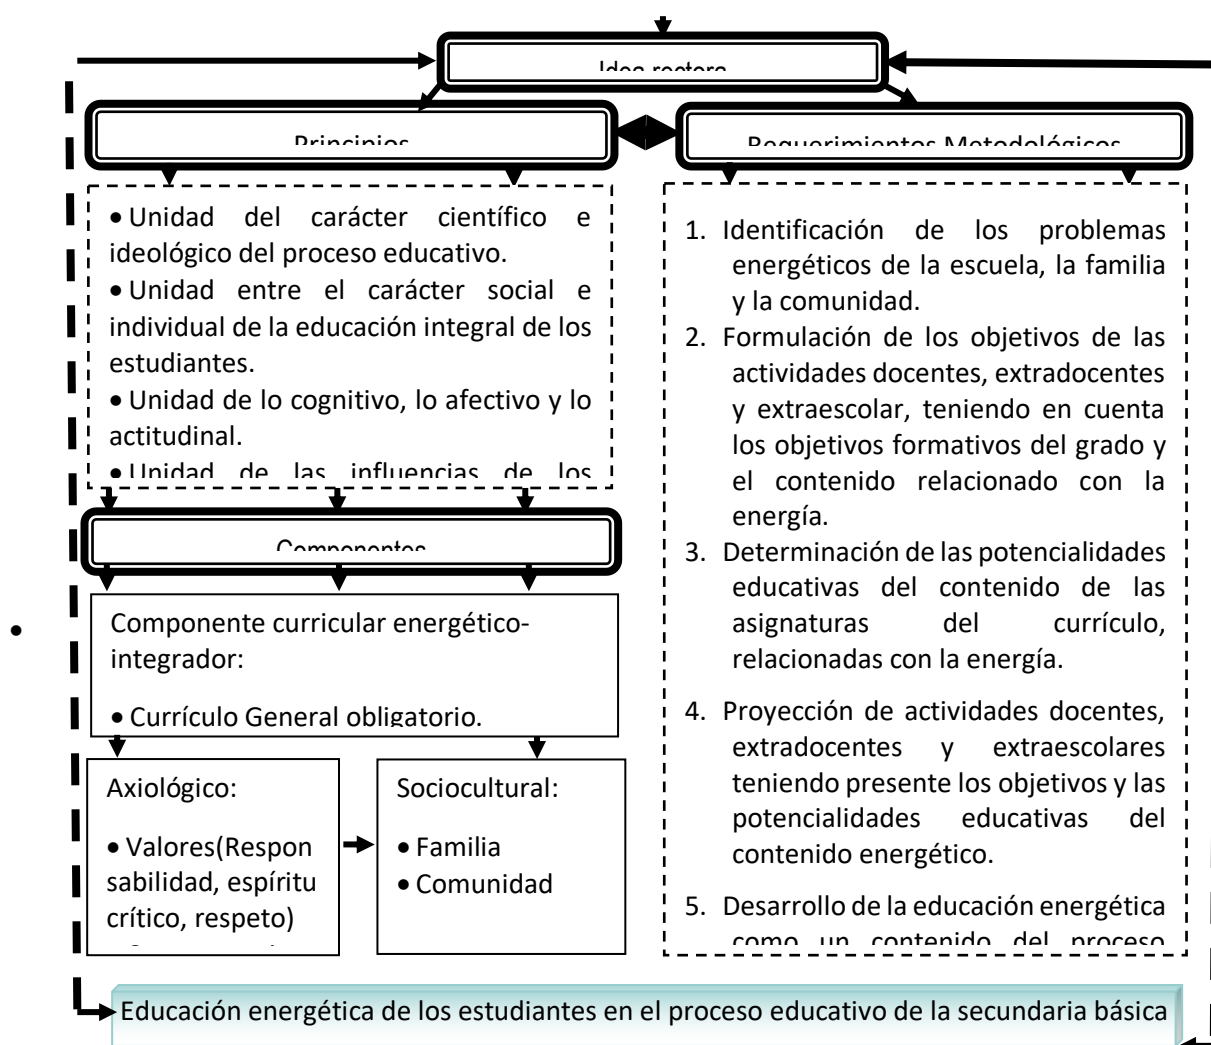 Idea rectora
Principios
Requerimientos Metodológicos
• Unidad del carácter científico e
ideológico del proceso educativo.
• Unidad entre el carácter social e
individual de la educación integral de los
estudiantes.
• Unidad de lo cognitivo, lo afectivo y lo
actitudinal.
• Unidad de las influencias de los
Componentes
Componente curricular energético-
integrador:
• Currículo General obligatorio.
Axiológico:
• Valores(Respon
sabilidad, espíritu
crítico, respeto)
Sociocultural:
• Familia
• Comunidad
1. Identificación de los problemas
energéticos de la escuela, la familia
y la comunidad.
2. Formulación de los objetivos de las
actividades docentes, extradocentes
y extraescolar, teniendo en cuenta
los objetivos formativos del grado y
el contenido relacionado con la
energía.
3. Determinación de las potencialidades
educativas del contenido de las
asignaturas del currículo,
relacionadas con la energía.
4. Proyección de actividades docentes,
extradocentes y extraescolares
teniendo presente los objetivos y las
potencialidades educativas del
contenido energético.
5. Desarrollo de la educación energética
como un contenido del proceso
Educación energética de los estudiantes en el proceso educativo de la secundaria básica